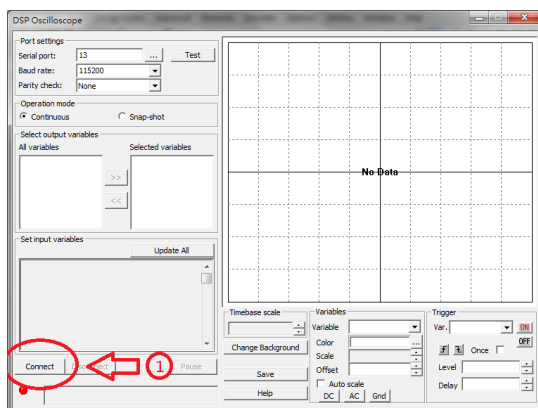 DSP Oscilloscope
Port settings
Serial port: 13 ... Test
Baud rate: 115200
Parity check: None
Operation mode
Continuous Snap-shot
Select output variables
All variables Selected variables
>>
<<
Set input variables
Update All
Connect 1 Pause
No Data
Timebase scale
Change Background
Save
Help
Variables
Variable
Color ...
Scale
Offset
Auto scale
DC AC Gnd
Trigger
Var. ON
OFF
Once
Level
Delay